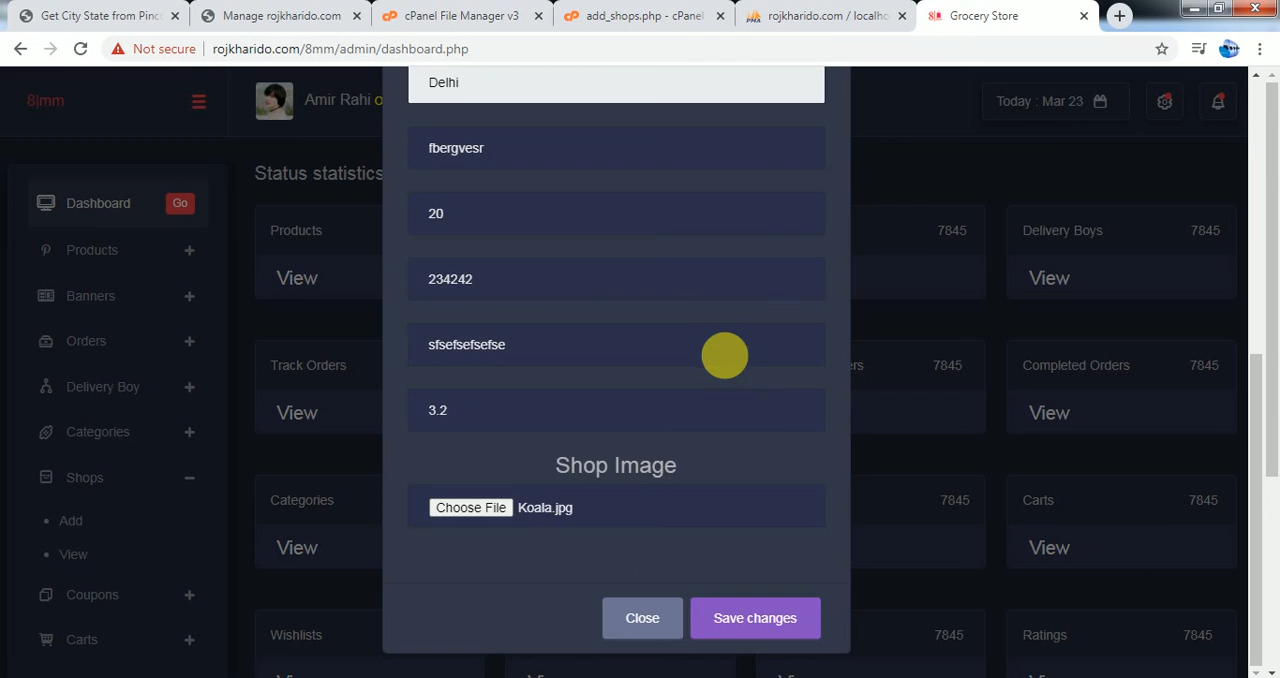 Get City State from Pinco
Manage rojkharido.com
cPanel File Manager v3
add_shops.php - cPanel
rojkharido.com / localho
Grocery Store
Not secure
rojkharido.com/8mm/admin/dashboard.php
8|mm
Amir Rahi o
Today : Mar 23
Delhi
fbergvesr
20
234242
sfsefsefsefse
3.2
Shop Image
Choose File Koala.jpg
Close
Save changes
Dashboard Go
Products
Banners
Orders
Delivery Boy
Categories
Shops
Add
View
Coupons
Carts
Status statistics
Products
View
7845
Delivery Boys 7845
View
Track Orders
View
ers 7845
Completed Orders 7845
View
Categories
View
7845
Carts 7845
View
Wishlists
7845
Ratings 7845